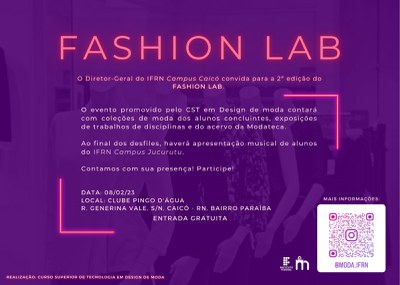 FASHION LAB
O Diretor-Geral do IFRN Campus Caicó convida para a 2ª edição do
FASHION LAB.
O evento promovido pelo CST em Design de moda contará
com coleções de moda dos alunos concluintes, exposições
de trabalhos de disciplinas e do acervo da Modateca.
Ao final dos desfiles, haverá apresentação musical de alunos
do IFRN Campus Jucurutu.
Contamos com sua presença! Participe!
DATA: 08/02/23
LOCAL: CLUBE PINGO D'ÁGUA
R. GENERINA VALE, S/N, CAICÓ - RN. BAIRRO PARAÍBA
ENTRADA GRATUITA
MAIS INFORMAÇÕES:
@MODA.IFRN
REALIZAÇÃO: CURSO SUPERIOR DE TECNOLOGIA EM DESIGN DE MODA